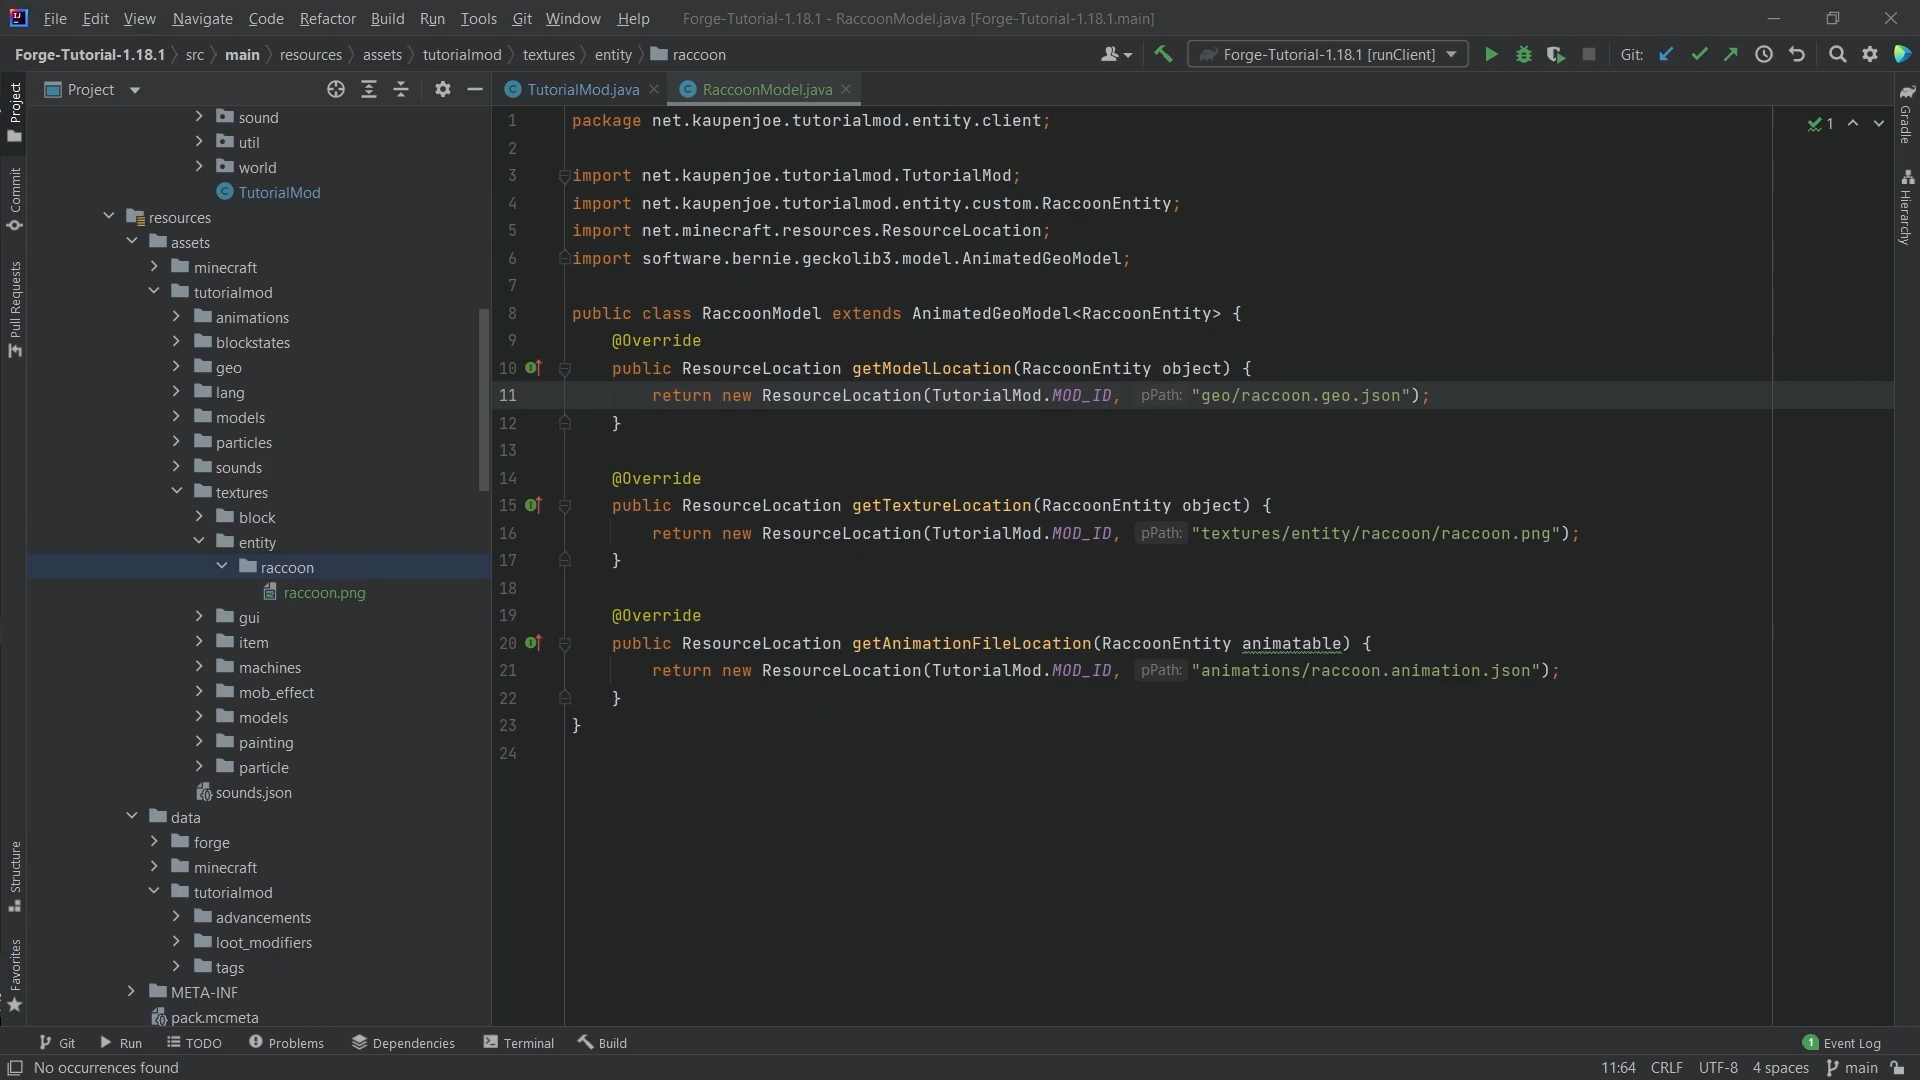 File Edit View Navigate Code Refactor Build Run Tools Git Window Help Forge-Tutorial-1.18.1 - RaccoonModel.java [Forge-Tutorial-1.18.1.main]
Forge-Tutorial-1.18.1 src main resources assets tutorialmod textures entity raccoon Forge-Tutorial-1.18.1 [runClient] Git:
Project
TutorialMod.java RaccoonModel.java
Project
Commit
Pull Requests
Structure
Favorites
sound
util
world
TutorialMod
resources
assets
minecraft
tutorialmod
animations
blockstates
geo
lang
models
particles
sounds
textures
block
entity
raccoon
raccoon.png
gui
item
machines
mob_effect
models
painting
particle
sounds.json
data
forge
minecraft
tutorialmod
advancements
loot_modifiers
tags
META-INF
pack.mcmeta
1 package net.kaupenjoe.tutorialmod.entity.client;
2
3 import net.kaupenjoe.tutorialmod.TutorialMod;
4 import net.kaupenjoe.tutorialmod.entity.custom.RaccoonEntity;
5 import net.minecraft.resources.ResourceLocation;
6 import software.bernie.geckolib3.model.AnimatedGeoModel;
7
8 public class RaccoonModel extends AnimatedGeoModel<RaccoonEntity> {
9 @Override
10 public ResourceLocation getModelLocation(RaccoonEntity object) {
11 return new ResourceLocation(TutorialMod.MOD_ID, pPath: "geo/raccoon.geo.json");
12 }
13
14 @Override
15 public ResourceLocation getTextureLocation(RaccoonEntity object) {
16 return new ResourceLocation(TutorialMod.MOD_ID, pPath: "textures/entity/raccoon/raccoon.png");
17 }
18
19 @Override
20 public ResourceLocation getAnimationFileLocation(RaccoonEntity animatable) {
21 return new ResourceLocation(TutorialMod.MOD_ID, pPath: "animations/raccoon.animation.json");
22 }
23 }
24
1
Gradle
Hierarchy
Git Run TODO Problems Dependencies Terminal Build 1 Event Log
No occurrences found 11:64 CRLF UTF-8 4 spaces main